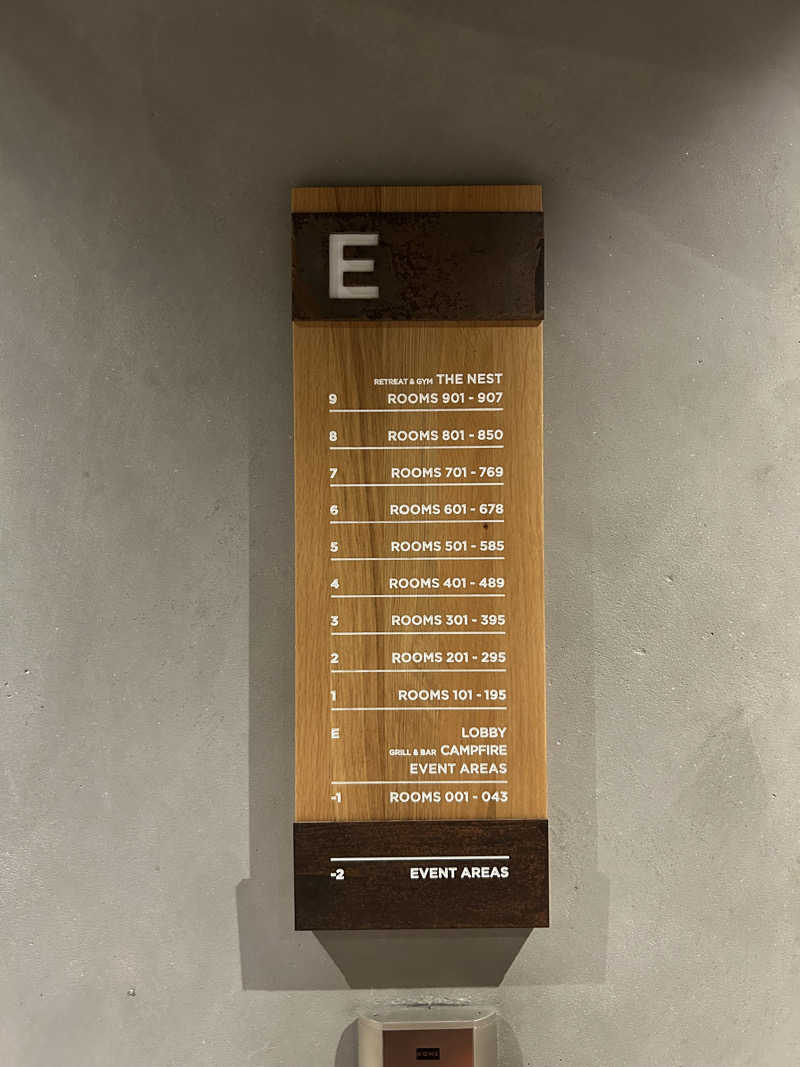 E
RETREAT & GYM THE NEST
9 ROOMS 901 - 907
8 ROOMS 801 - 850
7 ROOMS 701 - 769
6 ROOMS 601 - 678
5 ROOMS 501 - 585
4 ROOMS 401 - 489
3 ROOMS 301 - 395
2 ROOMS 201 - 295
1 ROOMS 101 - 195
E LOBBY
GRILL & BAR CAMPFIRE
EVENT AREAS
-1 ROOMS 001 - 043
-2 EVENT AREAS
KONE